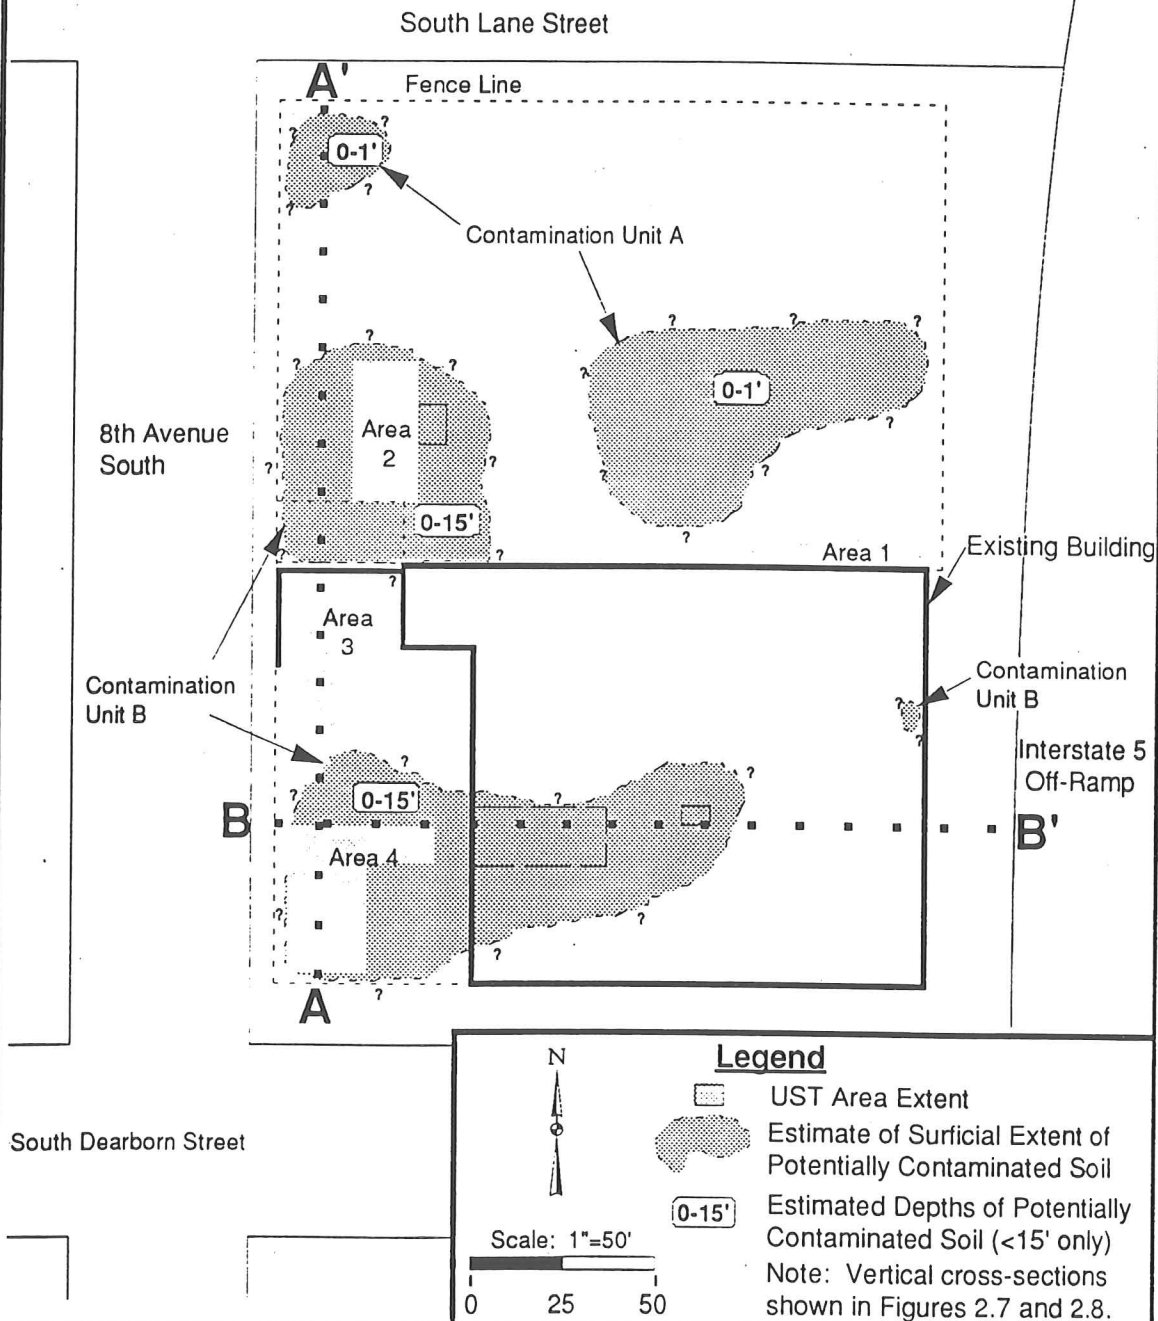 South Lane Street
A'
Fence Line
?
?
0-1'
?
?
Contamination Unit A
?
?
?
?
?
?
?
0-1'
8th Avenue
South
Area
2
?
?
?
?
?
0-15'
?
?
?
Area 1
Existing Building
?
Area
3
Contamination
Unit B
Contamination
Unit B
?
?
Interstate 5
Off-Ramp
?
?
0-15'
?
?
B
B'
Area 4
?
?
?
?
A
Legend
N
UST Area Extent
Estimate of Surficial Extent of
Potentially Contaminated Soil
0-15'
Estimated Depths of Potentially
Contaminated Soil (<15' only)
Note: Vertical cross-sections
shown in Figures 2.7 and 2.8.
South Dearborn Street
Scale: 1"=50'
0 25 50